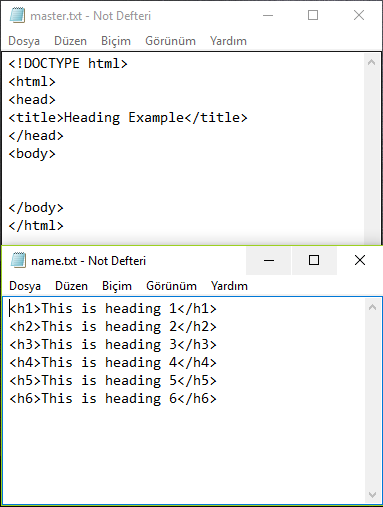 master.txt - Not Defteri
Dosya Düzen Biçim Görünüm Yardım
<!DOCTYPE html>
<html>
<head>
<title>Heading Example</title>
</head>
<body>
</body>
</html>
name.txt - Not Defteri
Dosya Düzen Biçim Görünüm Yardım
<h1>This is heading 1</h1>
<h2>This is heading 2</h2>
<h3>This is heading 3</h3>
<h4>This is heading 4</h4>
<h5>This is heading 5</h5>
<h6>This is heading 6</h6>